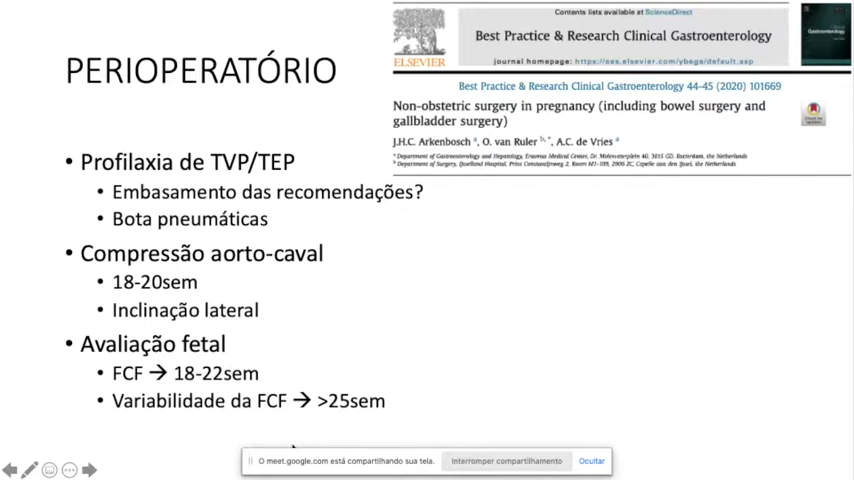 PERIOPERATÓRIO
• Profilaxia de TVP/TEP
• Embasamento das recomendações?
• Bota pneumáticas
• Compressão aorto-caval
• 18-20sem
• Inclinação lateral
• Avaliação fetal
• FCF → 18-22sem
• Variabilidade da FCF → >25sem
Contents lists available at ScienceDirect
Best Practice & Research Clinical Gastroenterology
journal homepage: https://ees.elsevier.com/ybega/default.asp
ELSEVIER
Gastroenterology
Best Practice & Research Clinical Gastroenterology 44-45 (2020) 101669
Non-obstetric surgery in pregnancy (including bowel surgery and
gallbladder surgery)
J.H.C. Arkenbosch a, O. van Ruler b, *, A.C. de Vries a
a Department of Gastroenterology and Hepatology, Erasmus Medical Center, Dr. Molewaterplein 40, 3015 GD, Rotterdam, the Netherlands
b Department of Surgery, IJsselland Hospital, Prins Constantijnweg 2, Room M1-109, 2906 ZC, Capelle aan den IJssel, the Netherlands
O meet.google.com está compartilhando sua tela.
Interromper compartilhamento
Ocultar